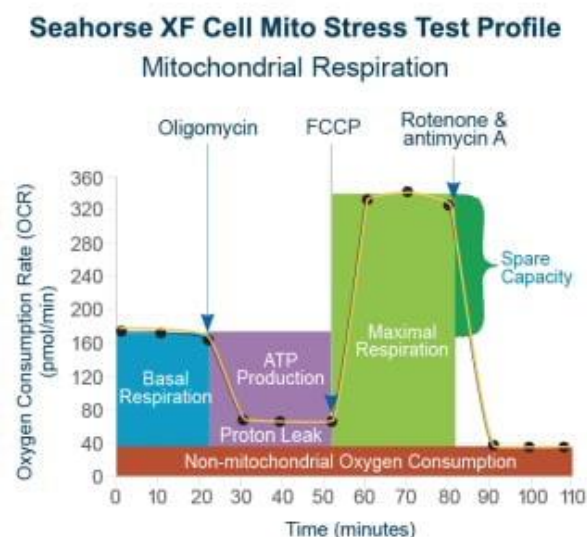 Seahorse XF Cell Mito Stress Test Profile
Mitochondrial Respiration
Oligomycin
FCCP
Rotenone &
antimycin A
Oxygen Consumption Rate (OCR)
(pmol/min)
360
320
280
240
200
160
120
80
40
0
Basal
Respiration
ATP
Production
Proton Leak
Maximal
Respiration
Spare
Capacity
Non-mitochondrial Oxygen Consumption
0
10
20
30
40
50
60
70
80
90
100
110
Time (minutes)